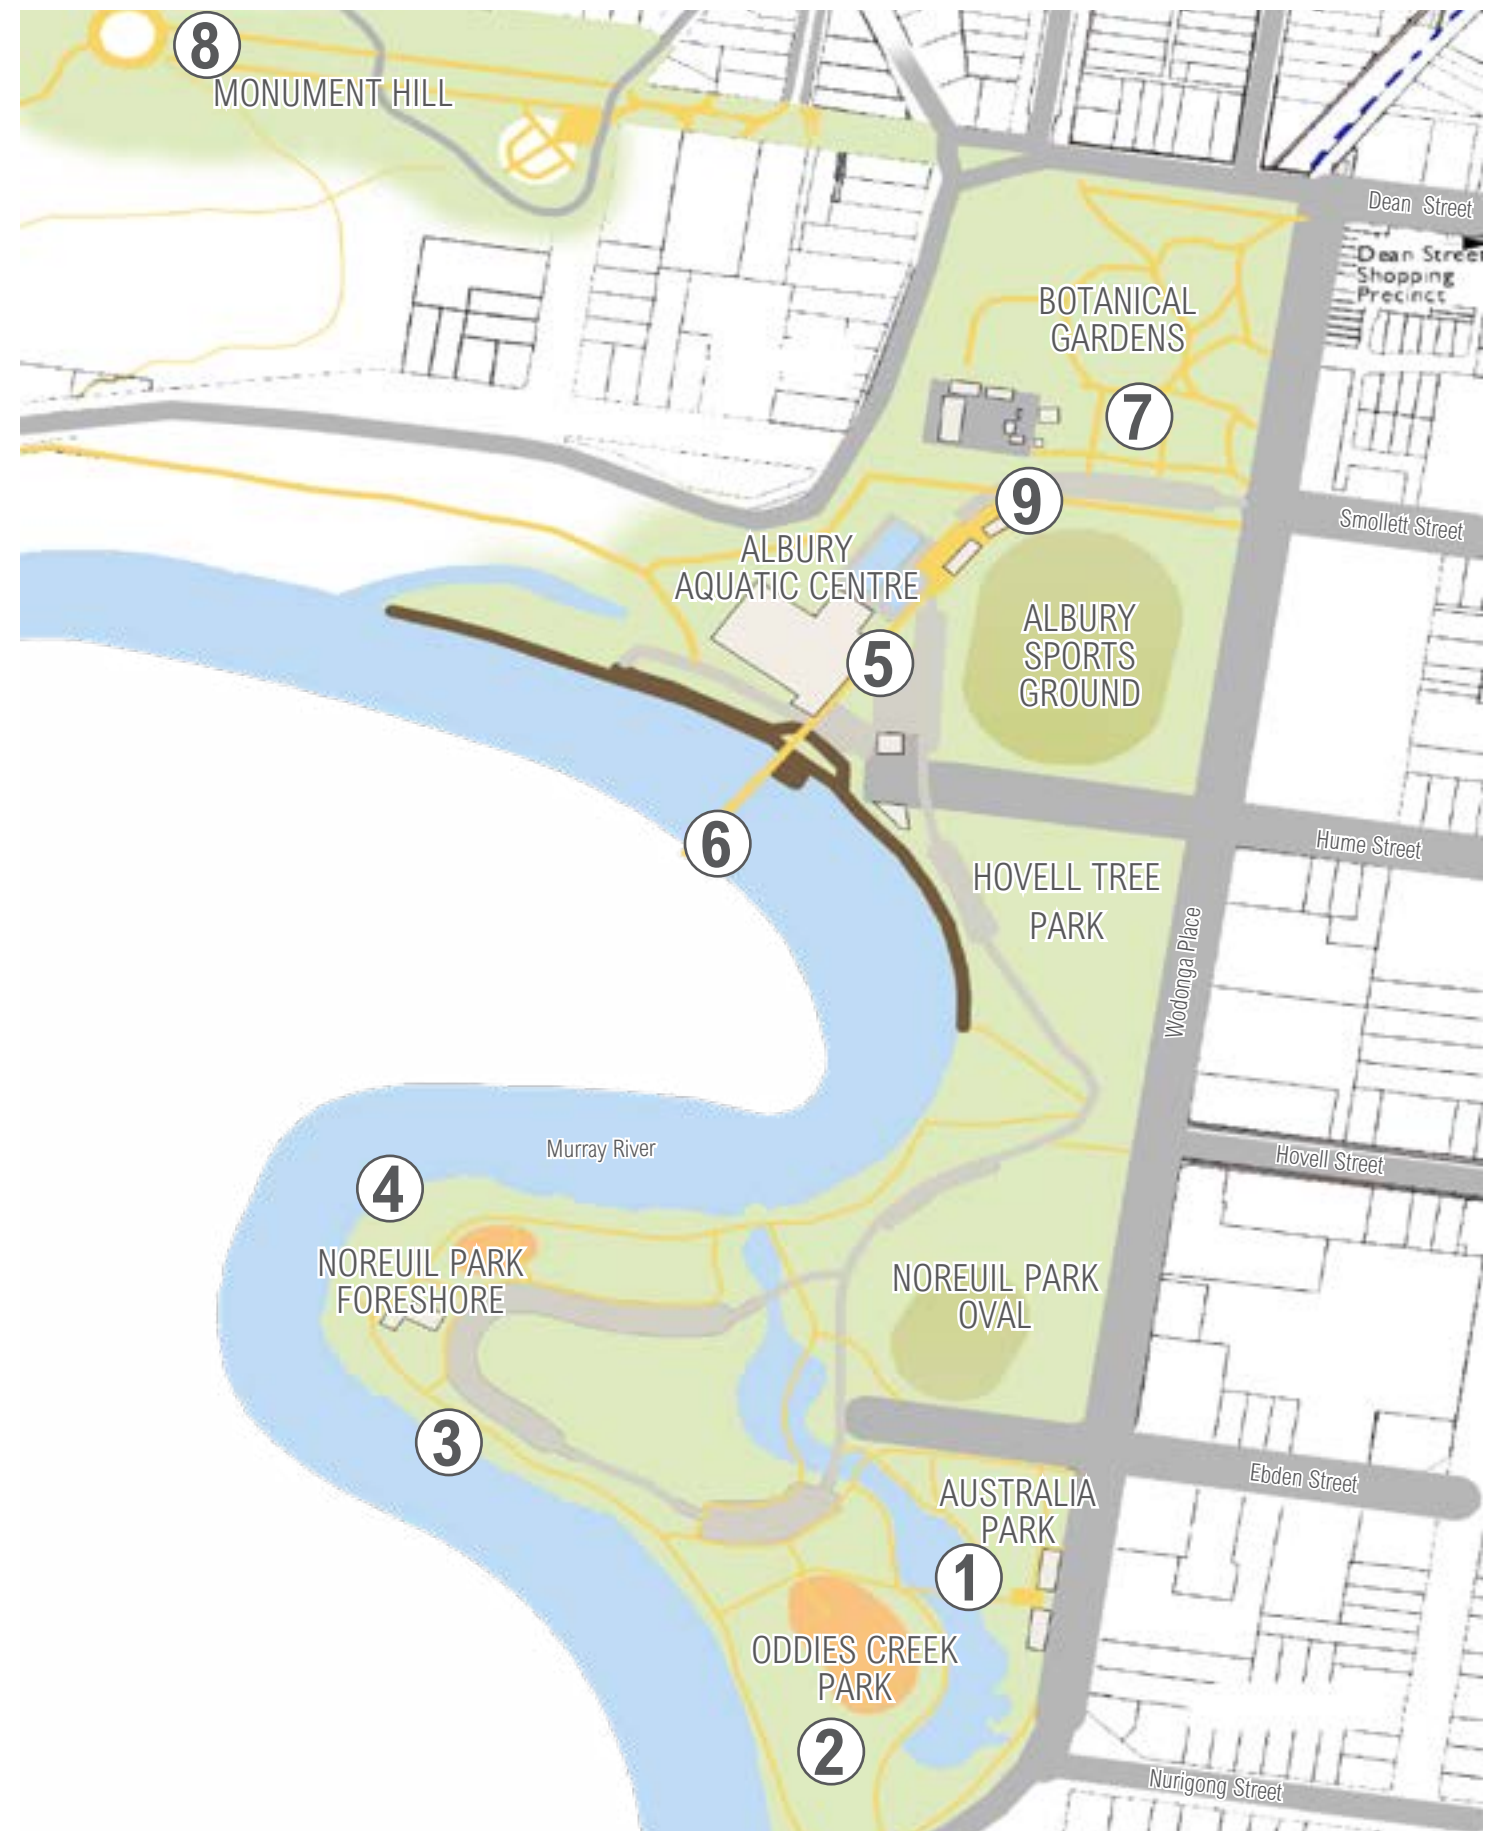 8
MONUMENT HILL
Dean Street
Dean Street
Shopping
Precinct
BOTANICAL
GARDENS
7
9
Smollett Street
ALBURY
AQUATIC CENTRE
ALBURY
SPORTS
GROUND
5
6
Hume Street
HOVELL TREE
PARK
Wodonga Place
Murray River
Hovell Street
4
NOREUIL PARK
FORESHORE
NOREUIL PARK
OVAL
3
Ebden Street
AUSTRALIA
PARK
1
ODDIES CREEK
PARK
2
Nurigong Street